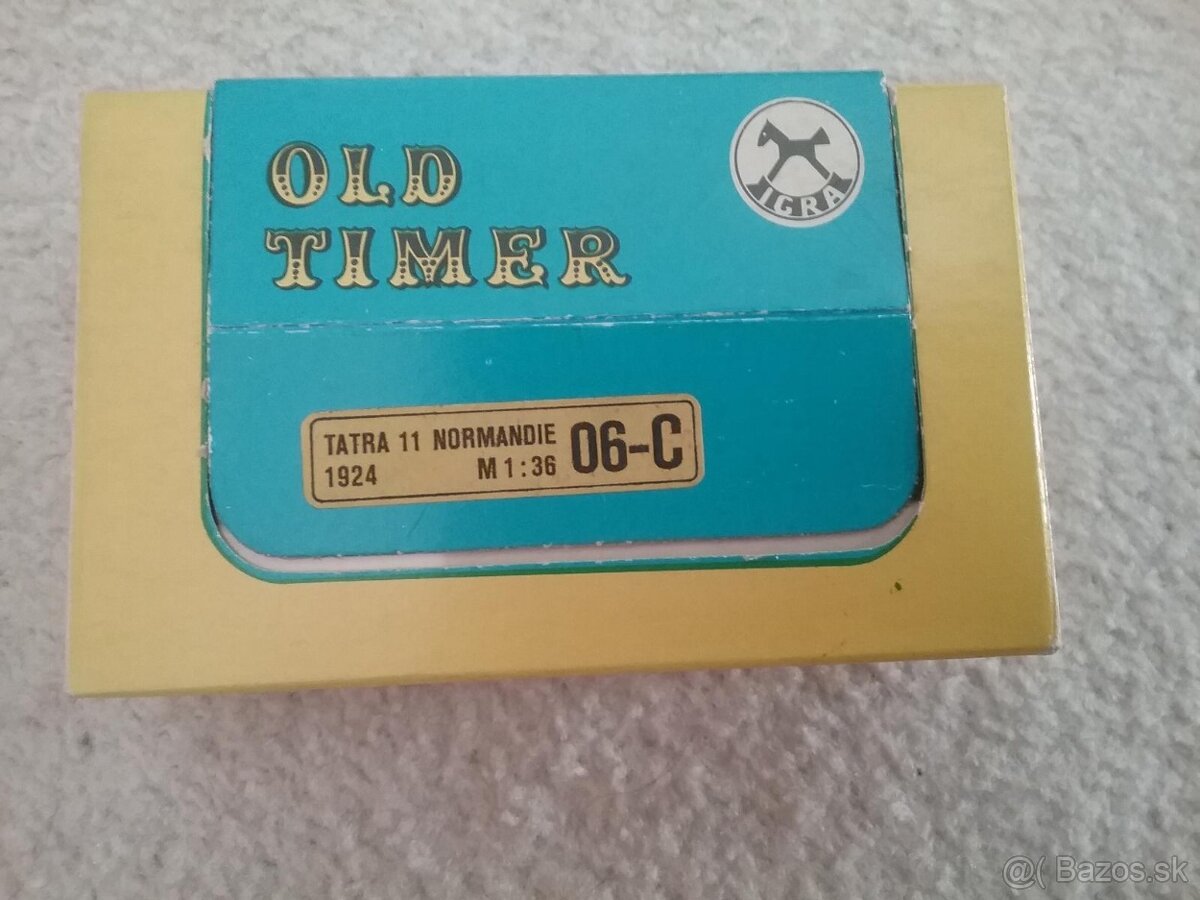 OLD
TIMER
IGRA
TATRA 11 NORMANDIE
1924 M 1:36
06-C
@( Bazos.sk